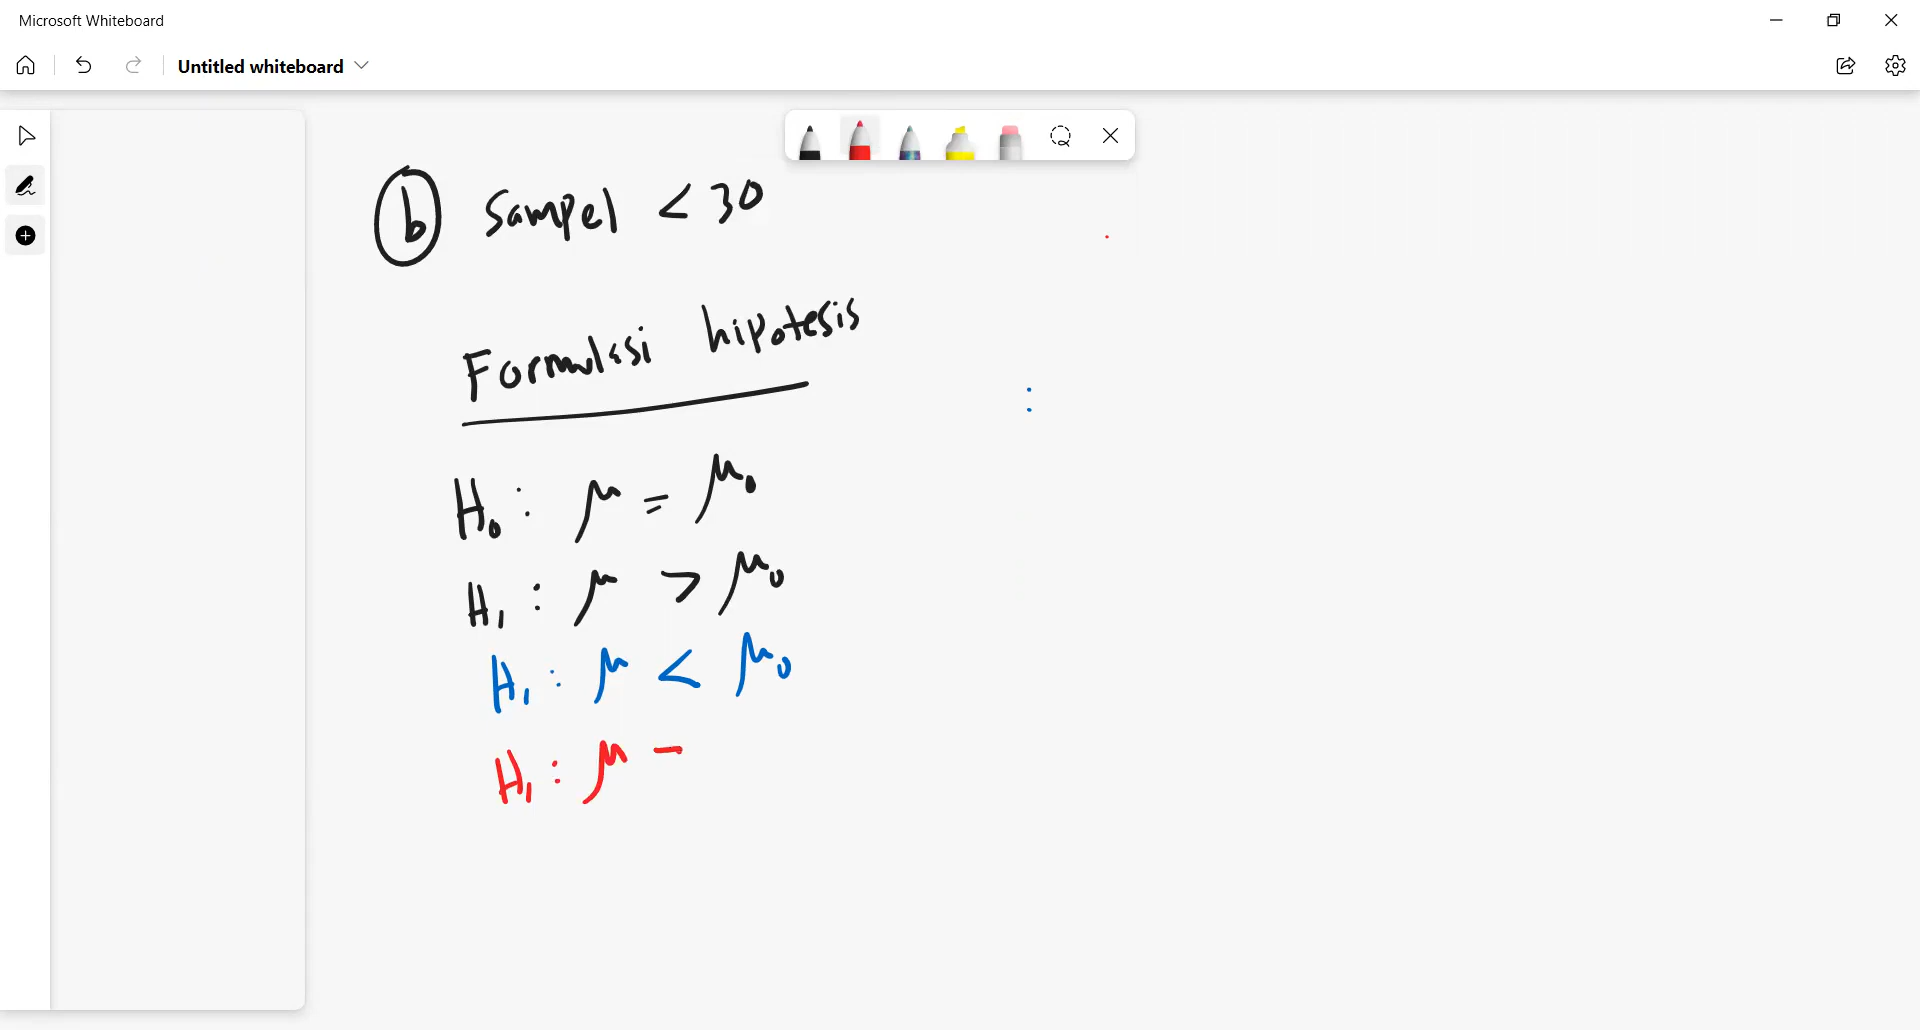 Microsoft Whiteboard
Untitled whiteboard
b Sampel < 30
Formulasi hipotesis
H₀ : μ = μ₀
H₁ : μ > μ₀
H₁ : μ < μ₀
H₁ : μ −